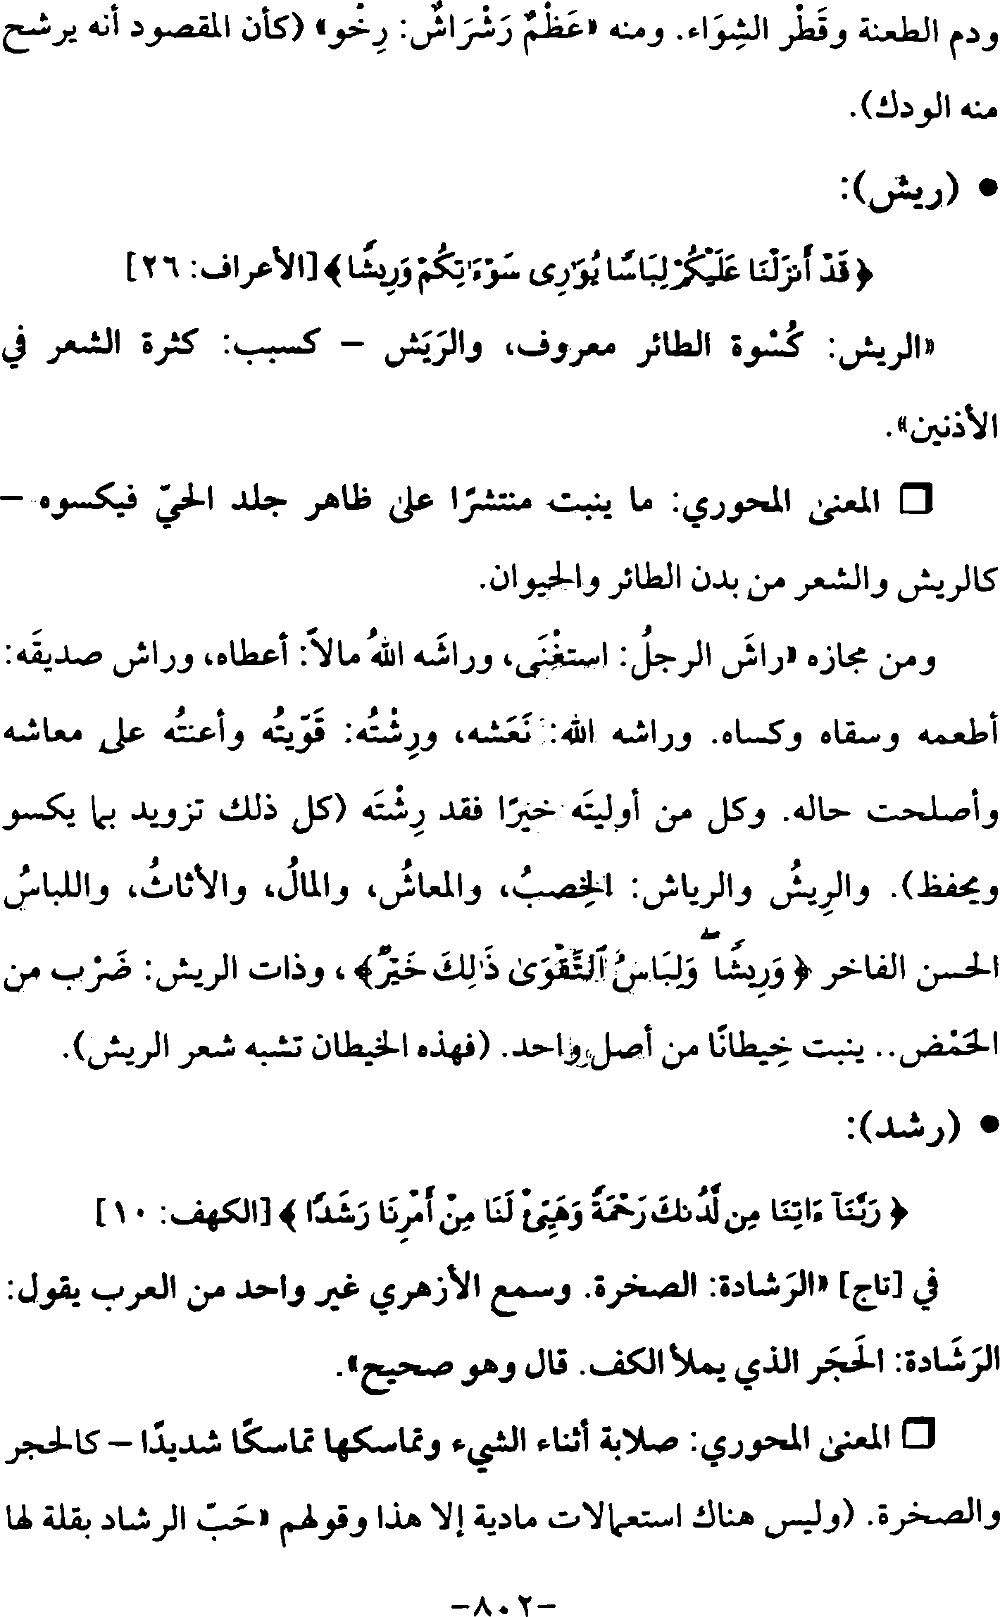 ودم الطعنة وقَطْر الشِوَاء. ومنه «عَظْمٌ رَشْرَاشٌ: رِخْو» (كأن المقصود أنه يرشح
منه الودك).
• (ريش):
﴿ قَدْ أَنزَلْنَا عَلَيْكُمْ لِبَاسًا يُوَٰرِى سَوْءَٰتِكُمْ وَرِيشًا ﴾ [الأعراف: ٢٦]
«الريش: كُسْوة الطائر معروف، والرَيَش – كسبب: كثرة الشعر في
الأذنين».
❐ المعنى المحوري: ما ينبت منتشرًا على ظاهر جلد الحيّ فيكسوه –
كالريش والشعر من بدن الطائر والحيوان.
ومن مجازه «راشَ الرجلُ: استغْنَى، وراشَه اللهُ مالاً: أعطاه، وراش صديقَه:
أطعمه وسقاه وكساه. وراشه الله: نَعَشه، ورِشْتُه: قَوّيتُه وأعنتُه على معاشه
وأصلحت حاله. وكل من أوليتَه خيرًا فقد رِشْتَه (كل ذلك تزويد بما يكسو
ويحفظ). والرِيشُ والرياش: الخِصبُ، والمعاشُ، والمالُ، والأثاثُ، واللباسُ
الحسن الفاخر ﴿ وَرِيشًا ۖ وَلِبَاسُ ٱلتَّقْوَىٰ ذَٰلِكَ خَيْرٌ ﴾، وذات الريش: ضَرْب من
الحَمْض.. ينبت خِيطانًا من أصل واحد. (فهذه الخيطان تشبه شعر الريش).
• (رشد):
﴿ رَبَّنَآ ءَاتِنَا مِن لَّدُنكَ رَحْمَةً وَهَيِّئْ لَنَا مِنْ أَمْرِنَا رَشَدًا ﴾ [الكهف: ١٠]
في [تاج] «الرَشادة: الصخرة. وسمع الأزهري غير واحد من العرب يقول:
الرَشَادة: الحَجَر الذي يملأ الكف. قال وهو صحيح».
❐ المعنى المحوري: صلابة أثناء الشيء وتماسكها تماسكًا شديدًا – كالحجر
والصخرة. (وليس هناك استعمالات مادية إلا هذا وقولهم «حَبّ الرشاد بقلة لها
-٨٠٢-